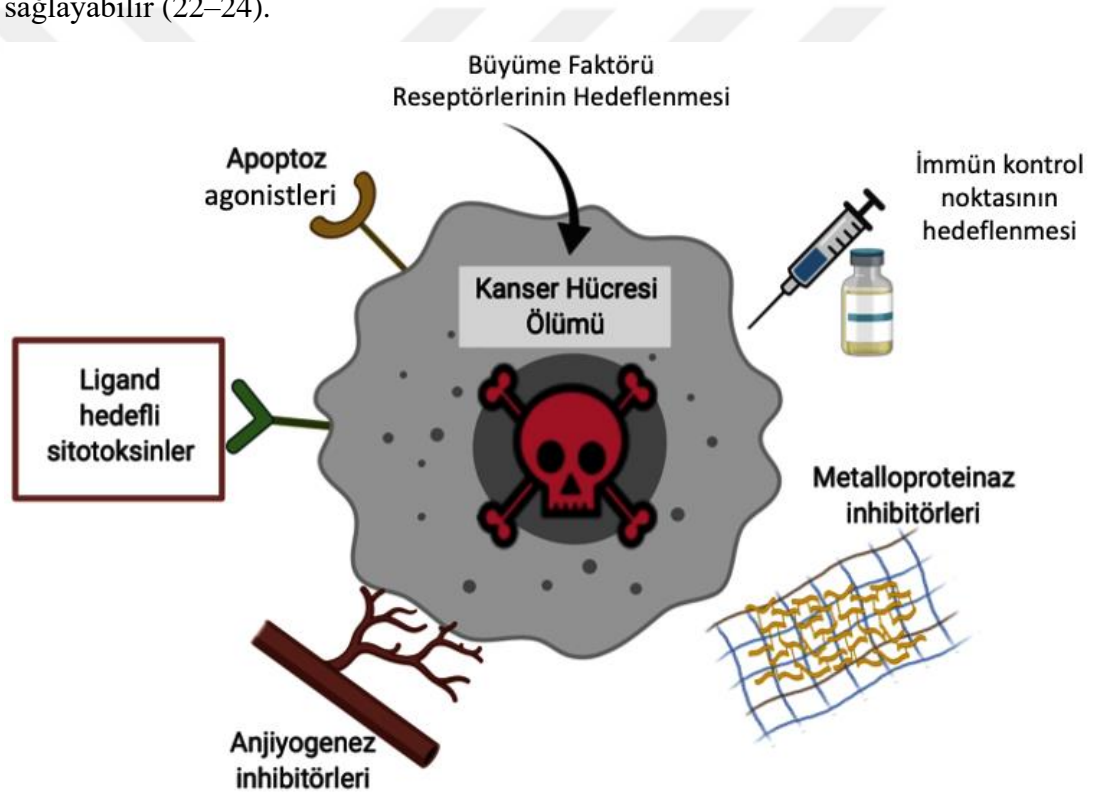 sağlayabilir (22–24).
Büyüme Faktörü
Reseptörlerinin Hedeflenmesi
Apoptoz
agonistleri
İmmün kontrol
noktasının
hedeflenmesi
Kanser Hücresi
Ölümü
Ligand
hedefli
sitotoksinler
Metalloproteinaz
inhibitörleri
Anjiyogenez
inhibitörleri